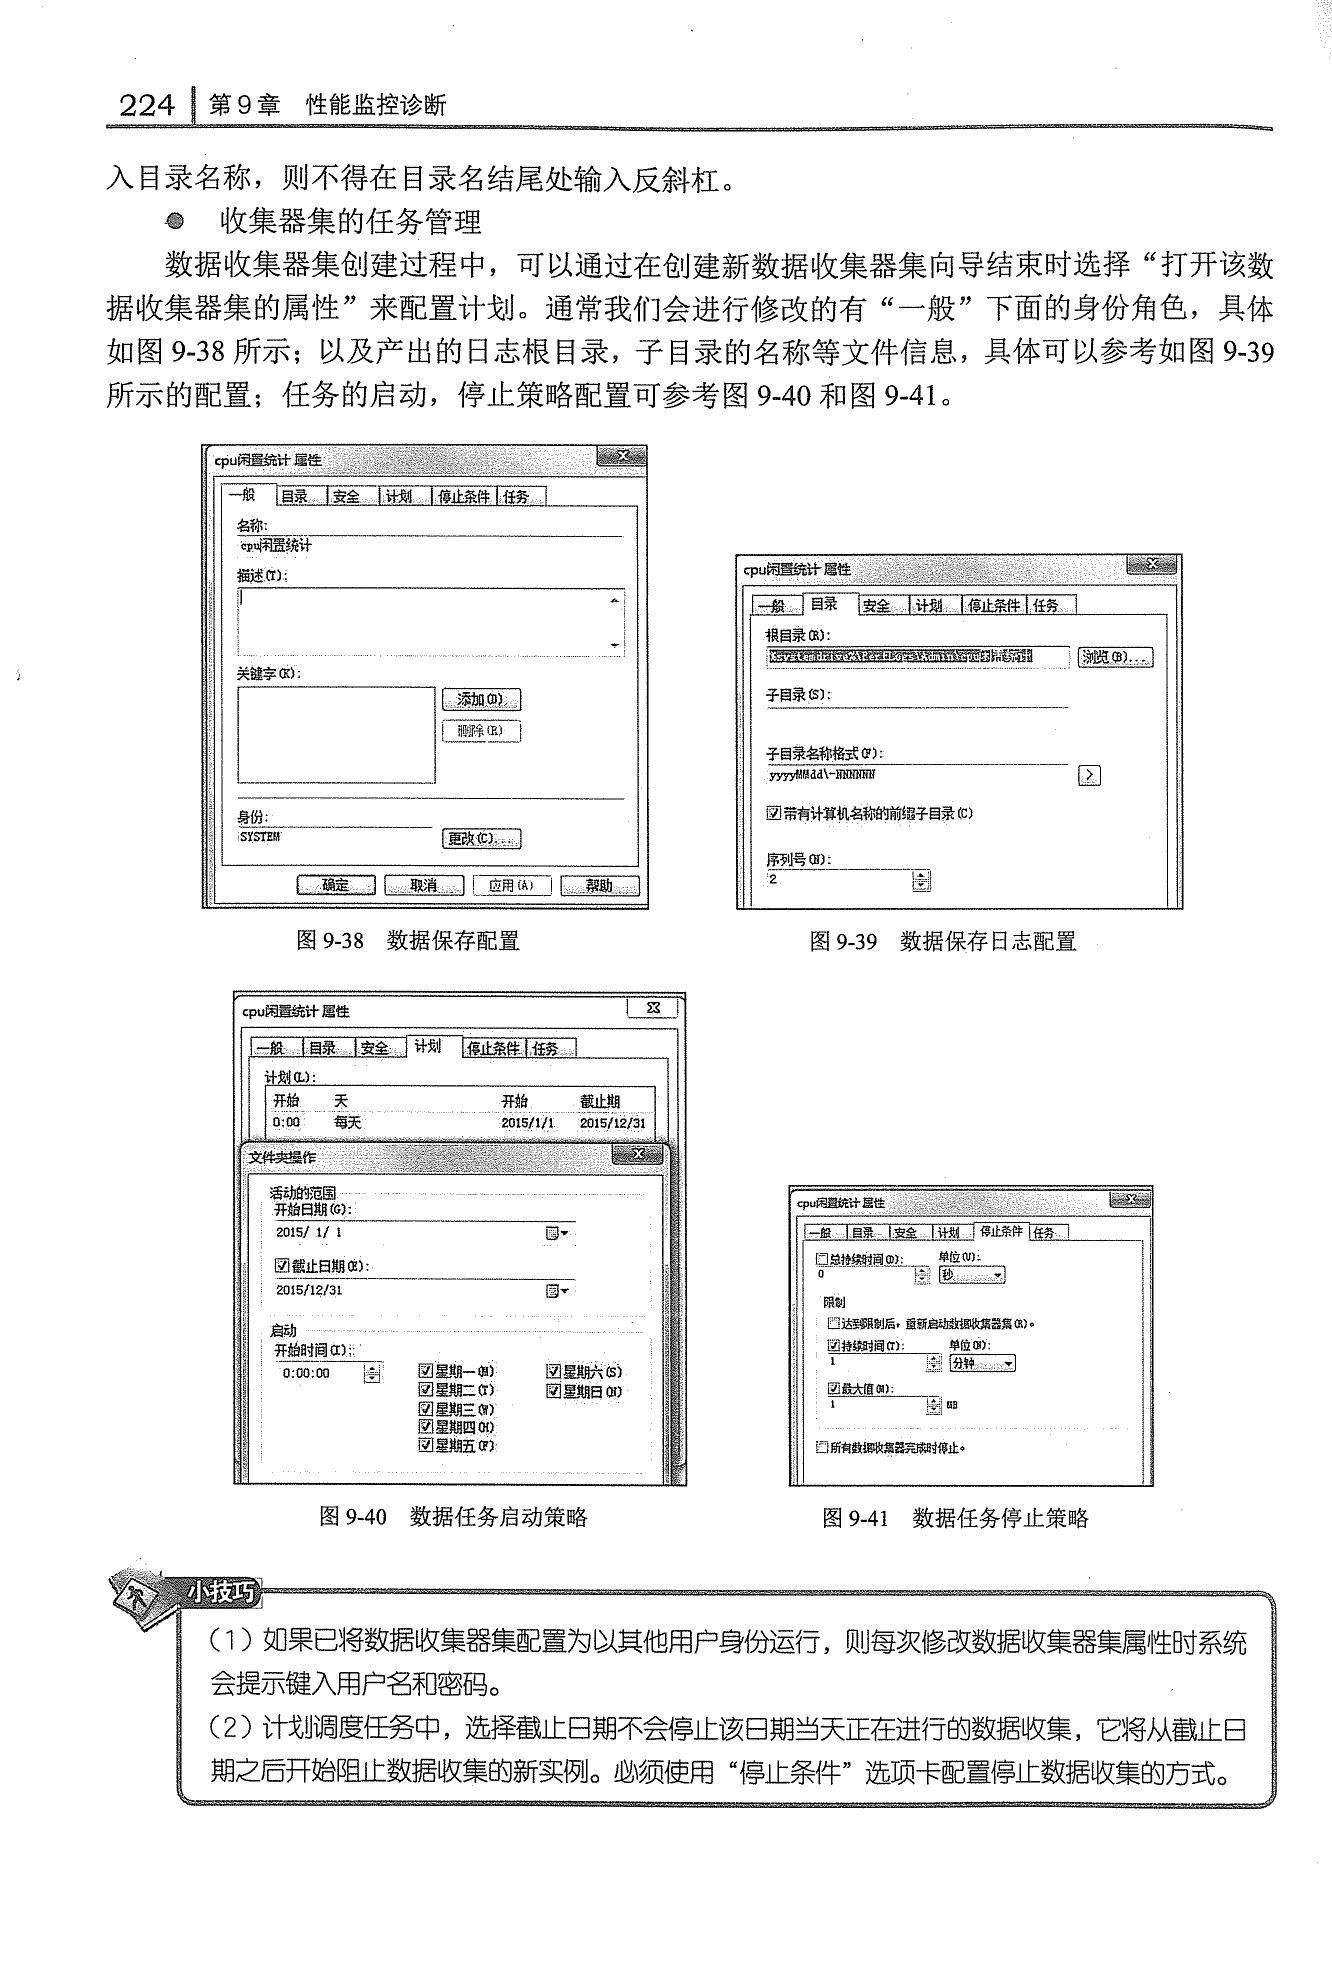 224 第9章 性能监控诊断
入目录名称，则不得在目录名结尾处输入反斜杠。
● 收集器集的任务管理
数据收集器集创建过程中，可以通过在创建新数据收集器集向导结束时选择“打开该数
据收集器集的属性”来配置计划。通常我们会进行修改的有“一般”下面的身份角色，具体
如图 9-38 所示；以及产出的日志根目录，子目录的名称等文件信息，具体可以参考如图 9-39
所示的配置；任务的启动，停止策略配置可参考图 9-40 和图 9-41。
cpu闲置统计 属性
一般 目录 安全 计划 停止条件 任务
名称:
cpu闲置统计
描述(T):
关键字(K):
添加(D)
删除(R)
身份:
SYSTEM
更改(C)...
确定 取消 应用(A) 帮助
图 9-38 数据保存配置
cpu闲置统计 属性
一般 目录 安全 计划 停止条件 任务
根目录(R):
%systemdrive%\PerfLogs\Admin\cpu闲置统计
浏览(B)...
子目录(S):
子目录名称格式(F):
yyyyMMdd\-NNNNNN
带有计算机名称的前缀子目录(C)
序列号(N):
2
图 9-39 数据保存日志配置
cpu闲置统计 属性
一般 目录 安全 计划 停止条件 任务
计划(L):
开始 天 开始 截止期
0:00 每天 2015/1/1 2015/12/31
文件夹操作
活动的范围
开始日期(G):
2015/ 1/ 1
截止日期(E):
2015/12/31
启动
开始时间(I):
0:00:00
星期一(M) 星期六(S)
星期二(T) 星期日(U)
星期三(W)
星期四(H)
星期五(F)
图 9-40 数据任务启动策略
cpu闲置统计 属性
一般 目录 安全 计划 停止条件 任务
总持续时间(D): 单位(U):
0 秒
限制
达到限制后，重新启动数据收集器集(R)。
持续时间(T): 单位(N):
1 分钟
最大值(M):
1 MB
所有数据收集器完成时停止。
图 9-41 数据任务停止策略
小技巧
（1）如果已将数据收集器集配置为以其他用户身份运行，则每次修改数据收集器集属性时系统
会提示键入用户名和密码。
（2）计划调度任务中，选择截止日期不会停止该日期当天正在进行的数据收集，它将从截止日
期之后开始阻止数据收集的新实例。必须使用“停止条件”选项卡配置停止数据收集的方式。